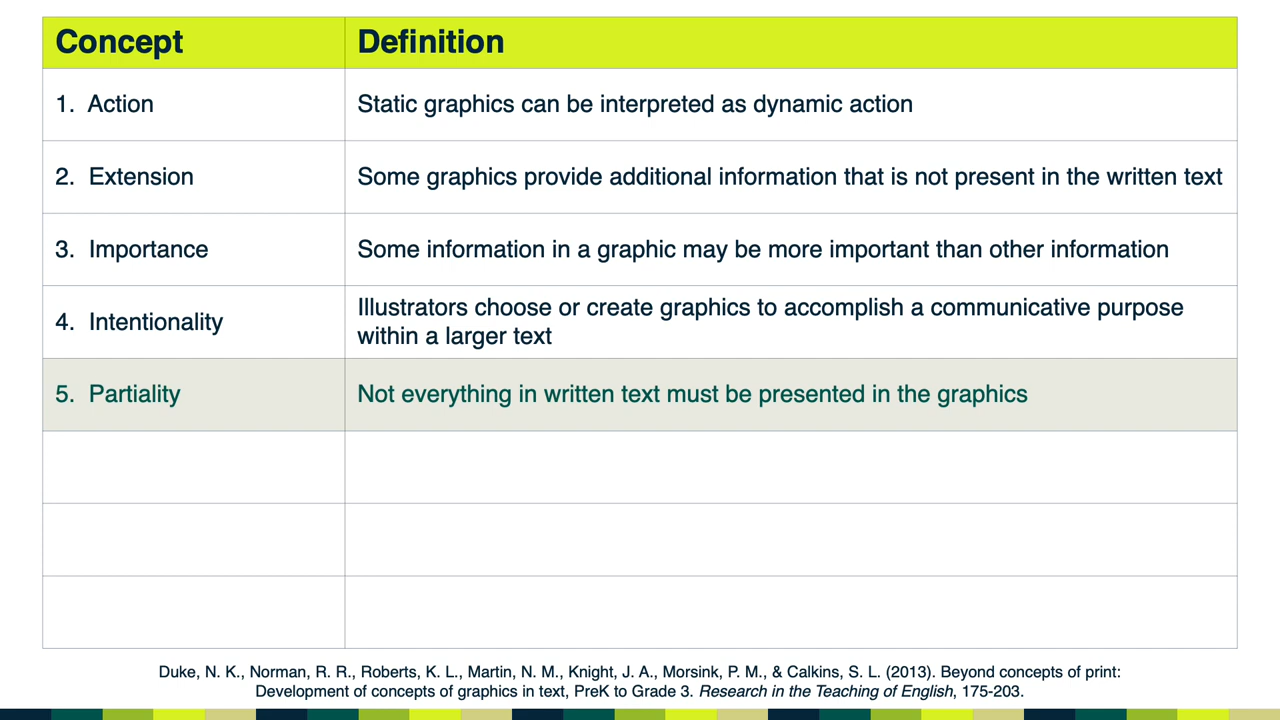 Concept Definition
1. Action Static graphics can be interpreted as dynamic action
2. Extension Some graphics provide additional information that is not present in the written text
3. Importance Some information in a graphic may be more important than other information
4. Intentionality Illustrators choose or create graphics to accomplish a communicative purpose
within a larger text
5. Partiality Not everything in written text must be presented in the graphics
Duke, N. K., Norman, R. R., Roberts, K. L., Martin, N. M., Knight, J. A., Morsink, P. M., & Calkins, S. L. (2013). Beyond concepts of print:
Development of concepts of graphics in text, PreK to Grade 3. Research in the Teaching of English, 175-203.